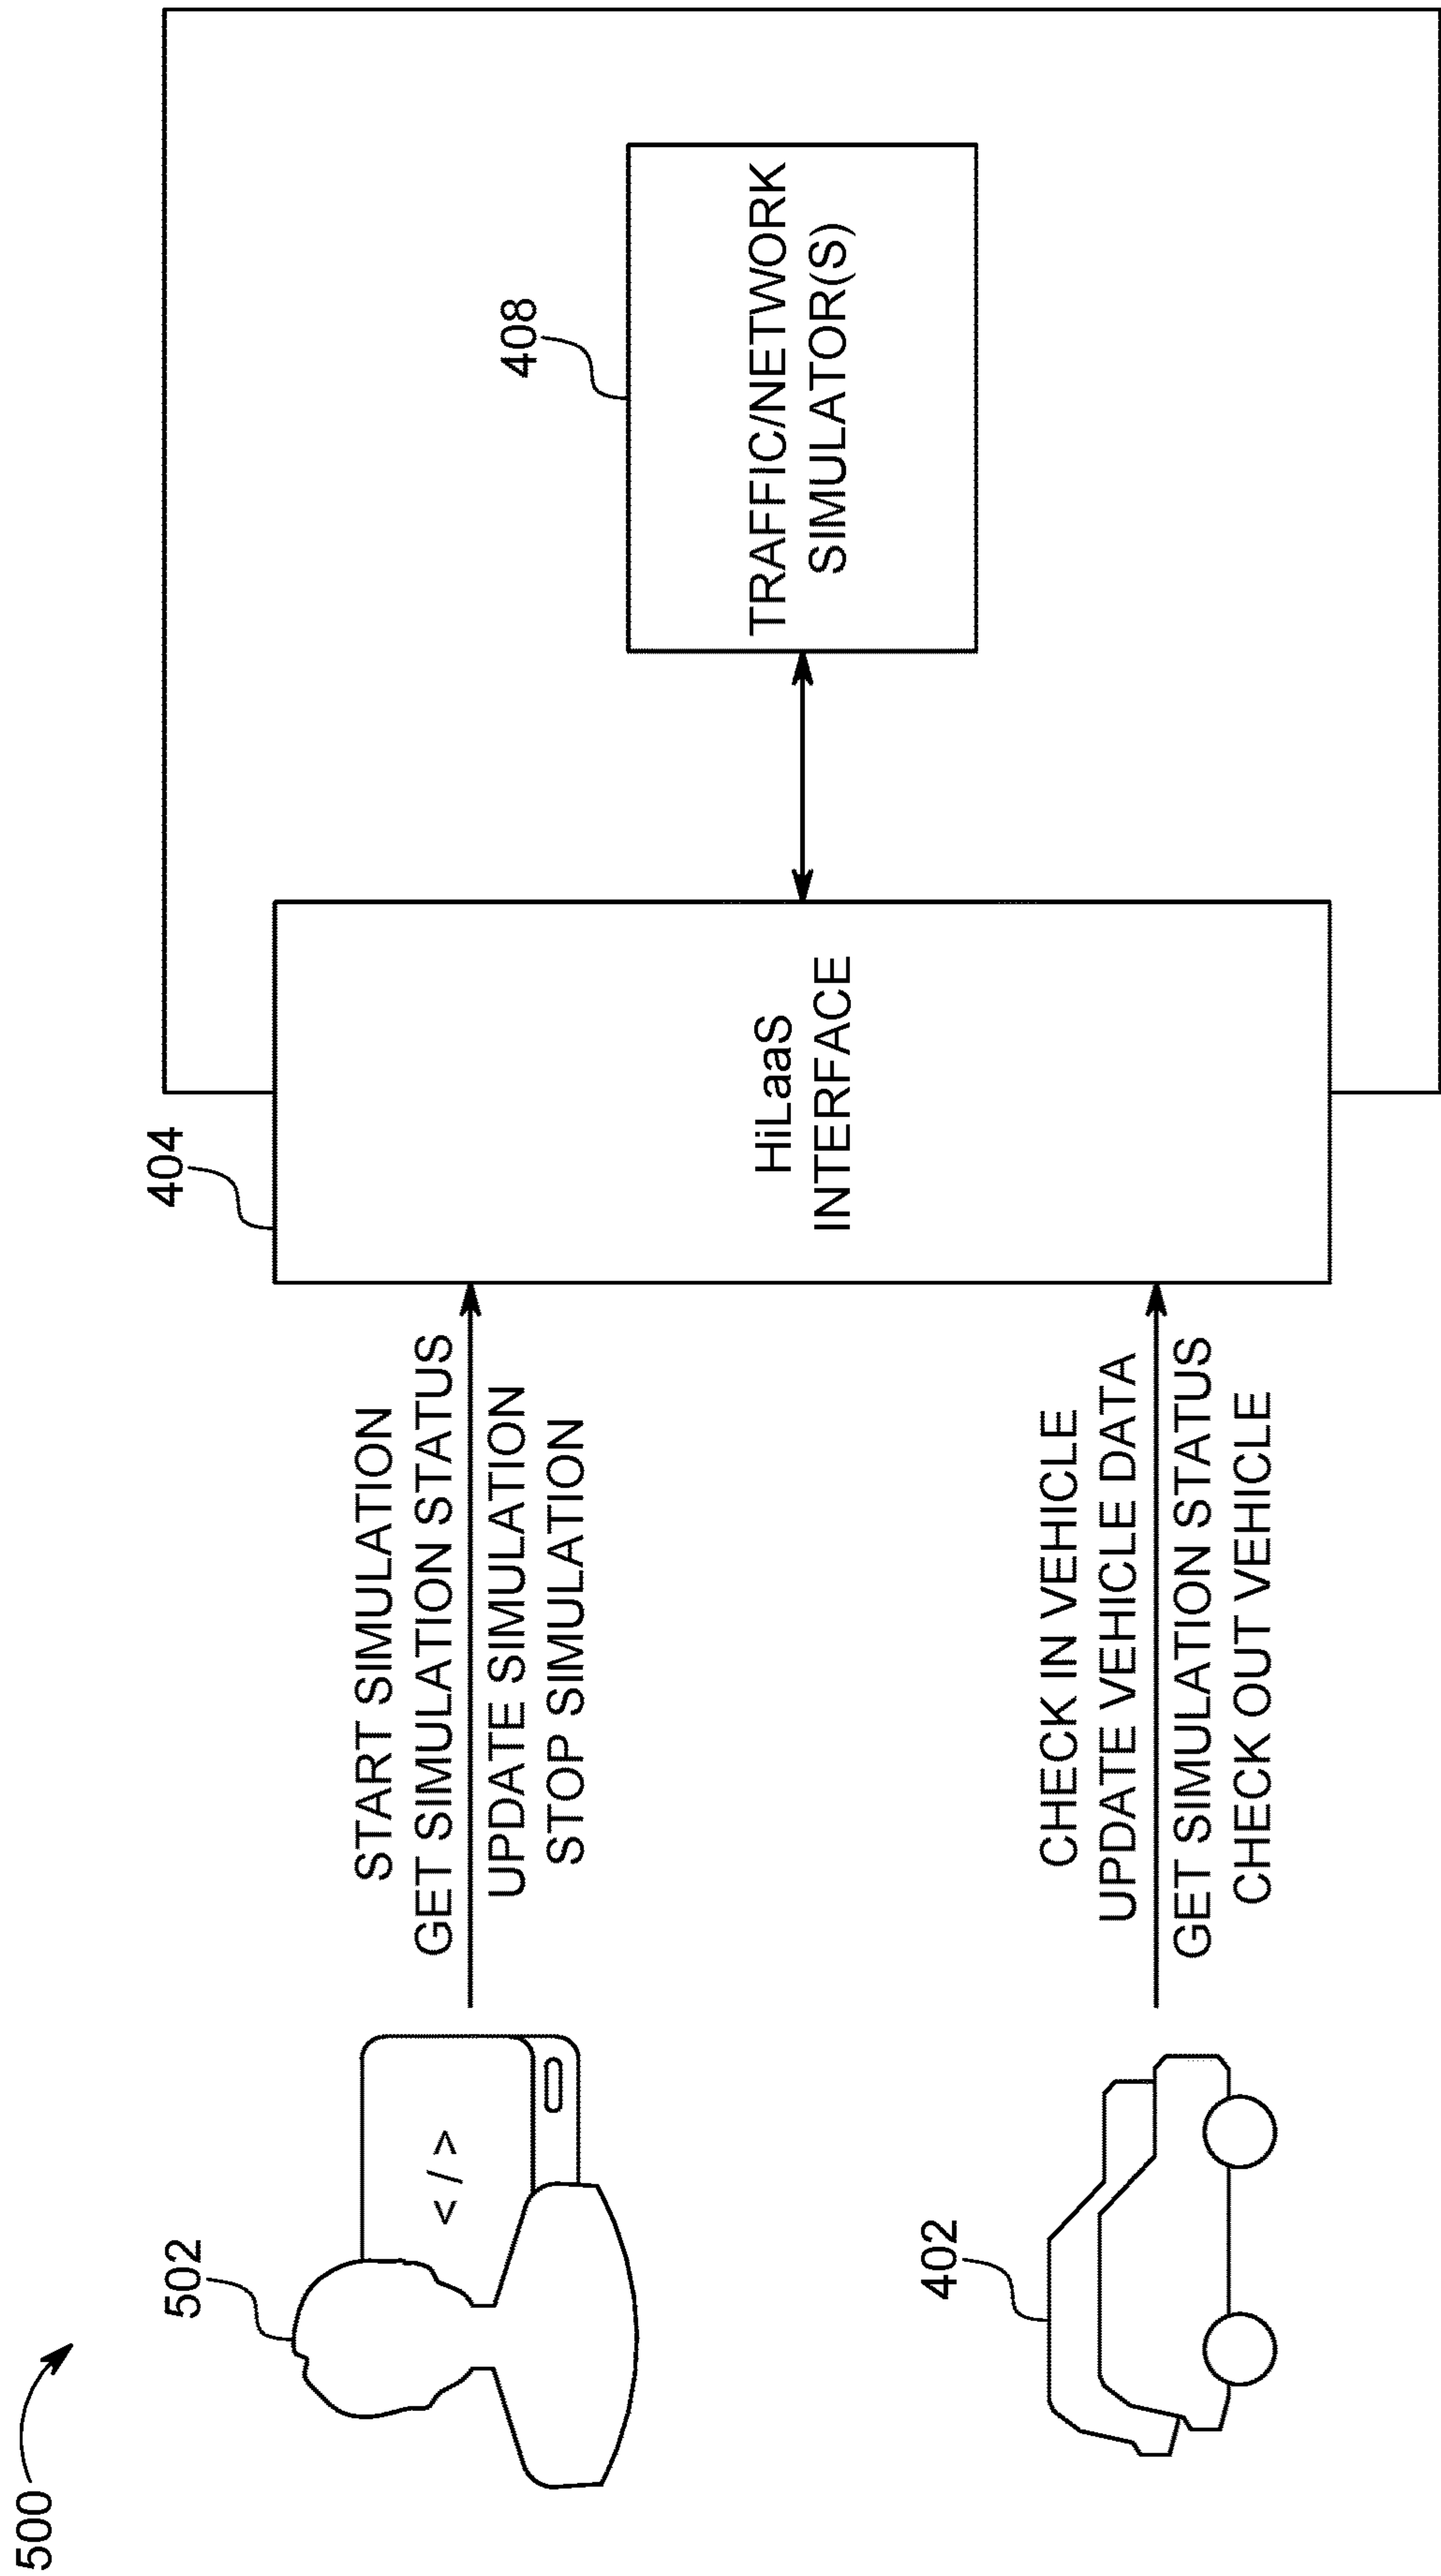 500
502
</>
START SIMULATION
GET SIMULATION STATUS
UPDATE SIMULATION
STOP SIMULATION
404
HiLaaS
INTERFACE
408
TRAFFIC/NETWORK
SIMULATOR(S)
402
CHECK IN VEHICLE
UPDATE VEHICLE DATA
GET SIMULATION STATUS
CHECK OUT VEHICLE